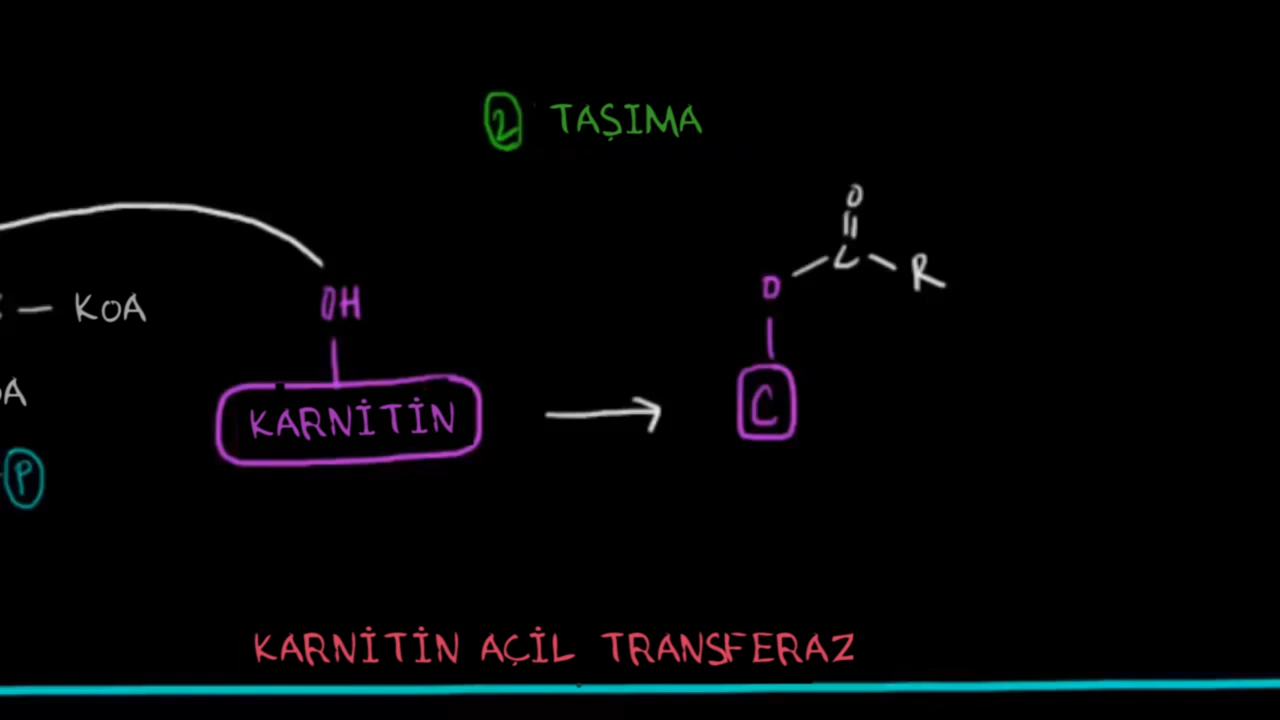 2 TAŞIMA
O
C R
O
— KOA
OH
A
KARNİTİN
C
P
KARNİTİN AÇİL TRANSFERAZ